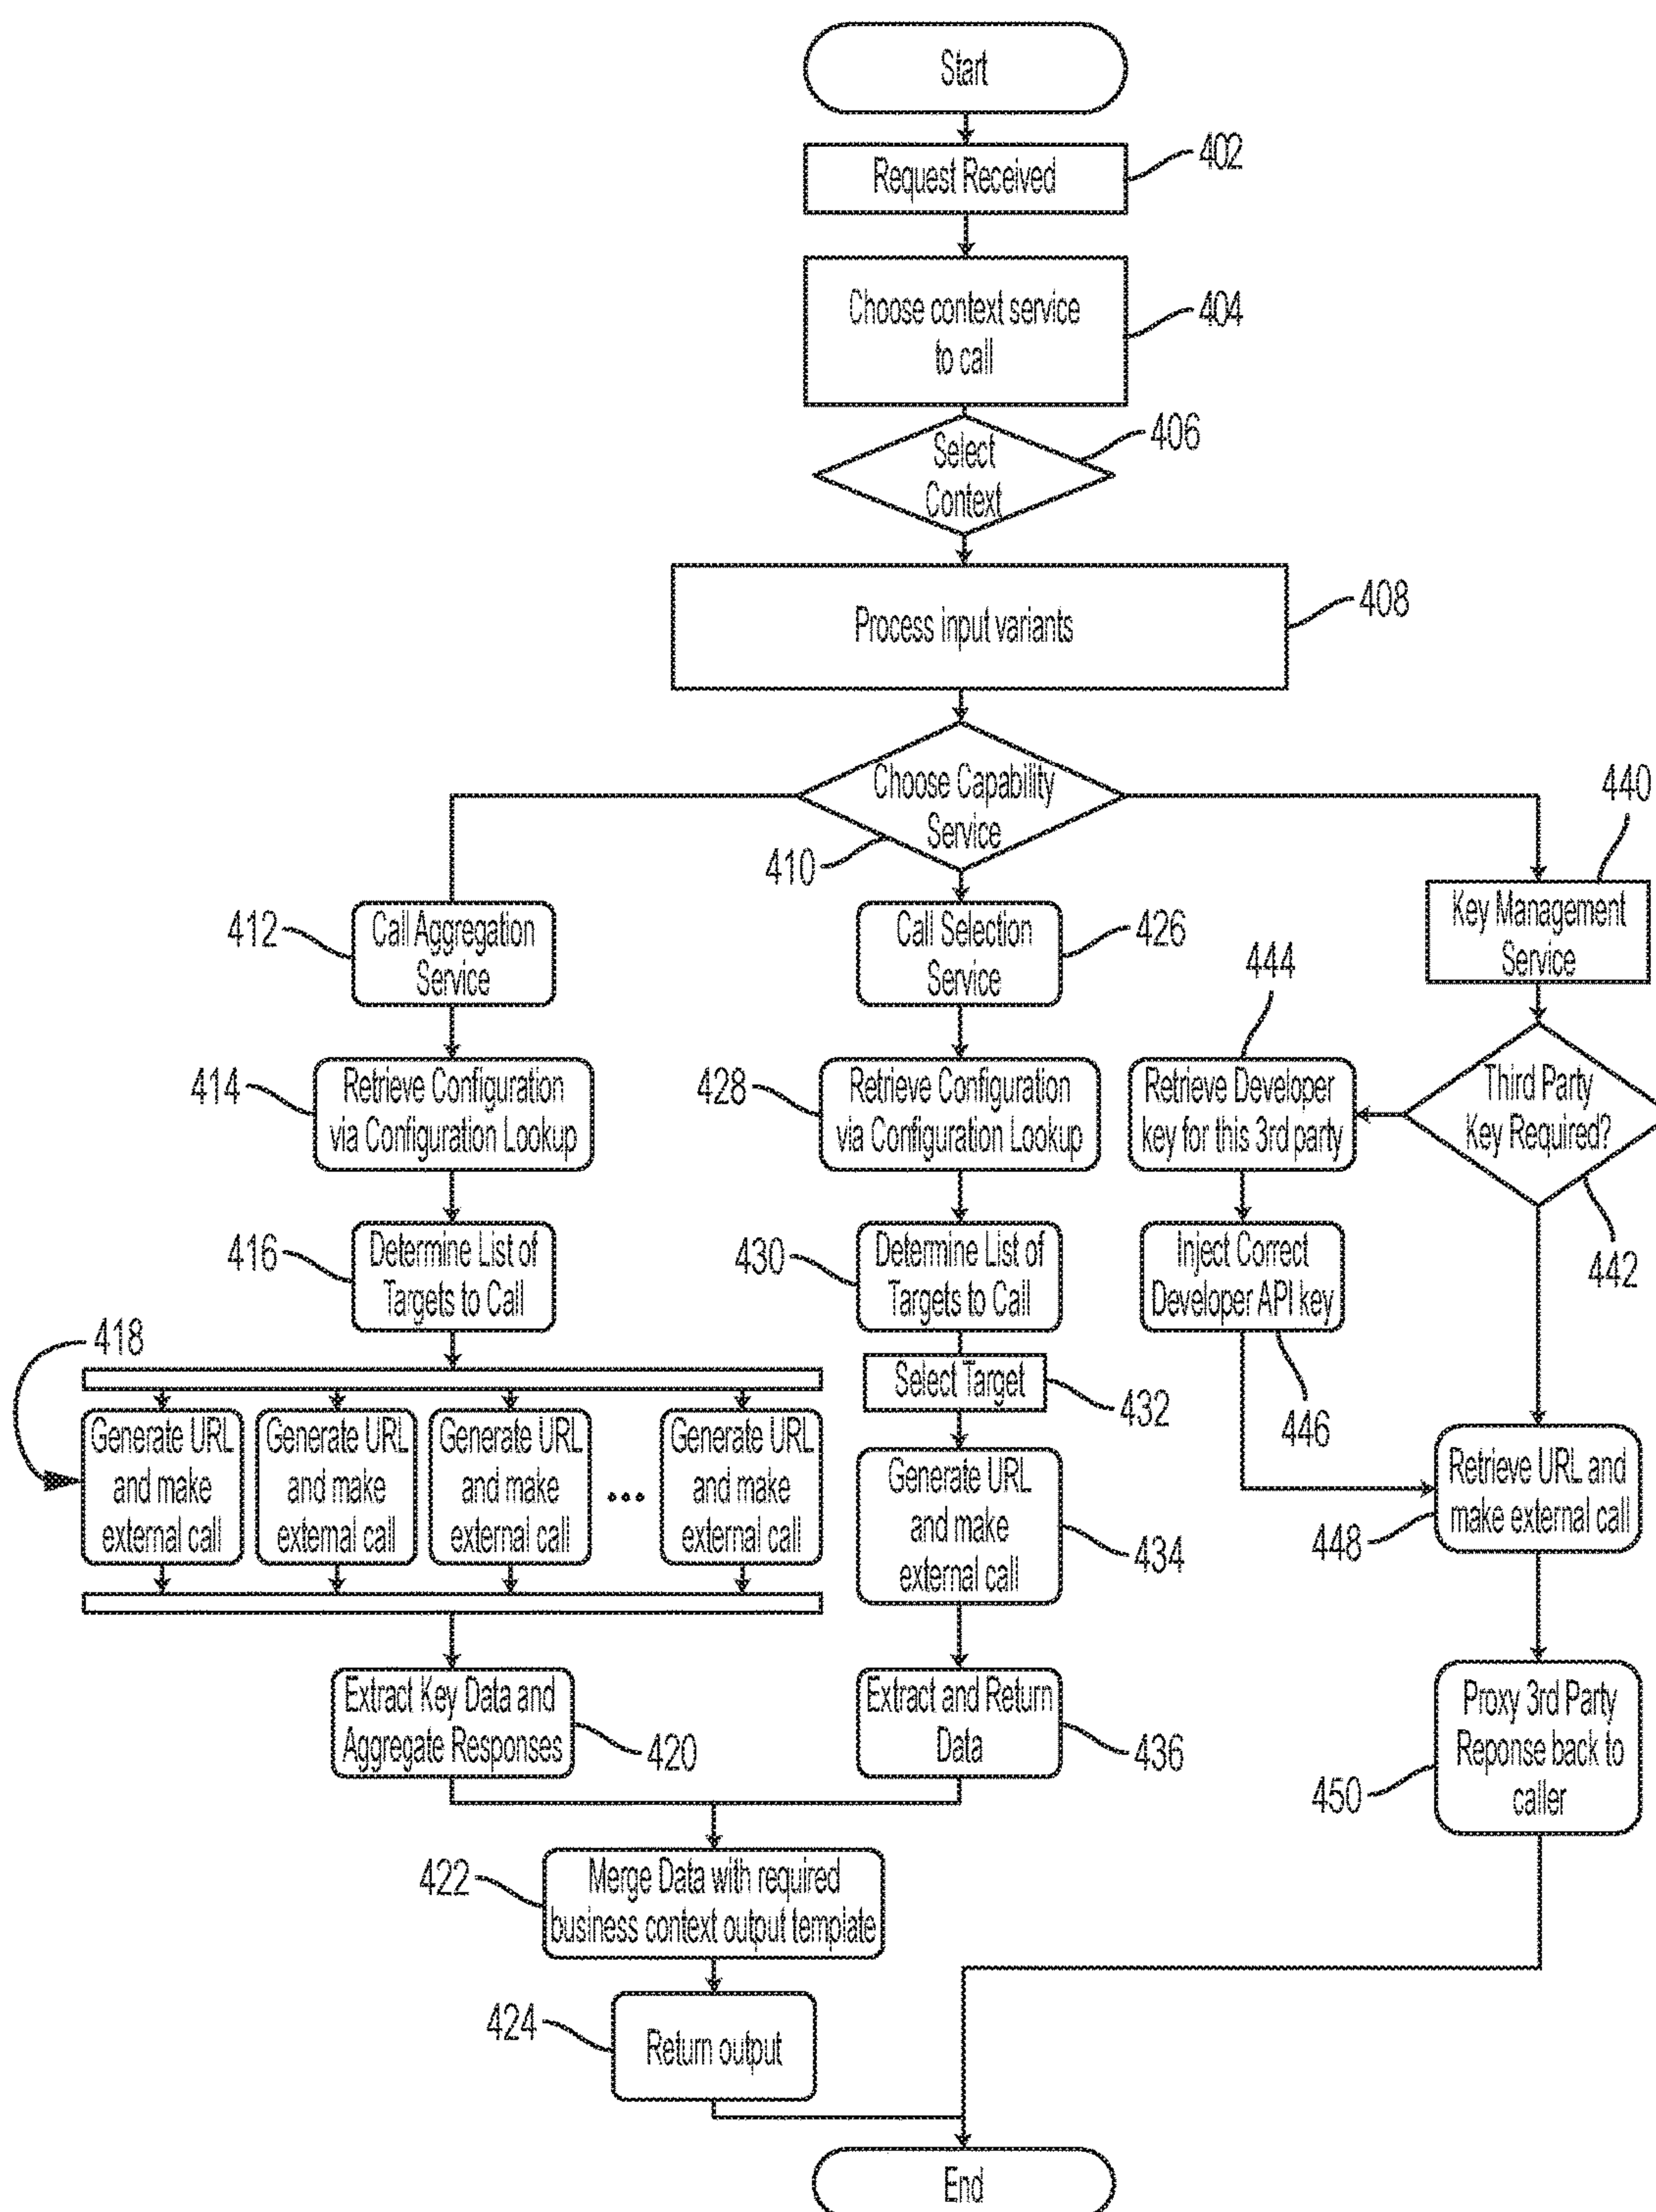 Start
Request Received
402
Choose context service
to call
404
406
Select
Context
Process input variants
408
Choose Capability
Service
410
440
412
Call Aggregation
Service
Call Selection
Service
426
Key Management
Service
444
414
Retrieve Configuration
via Configuration Lookup
428
Retrieve Configuration
via Configuration Lookup
Retrieve Developer
key for this 3rd party
Third Party
Key Required?
442
416
Determine List of
Targets to Call
430
Determine List of
Targets to Call
Inject Correct
Developer API key
446
418
Select Target
432
Generate URL
and make
external call
Generate URL
and make
external call
Generate URL
and make
external call
...
Generate URL
and make
external call
Generate URL
and make
external call
434
Retrieve URL and
make external call
448
Extract Key Data and
Aggregate Responses
420
Extract and Return
Data
436
Proxy 3rd Party
Reponse back to
caller
450
422
Merge Data with required
business context output template
424
Return output
End